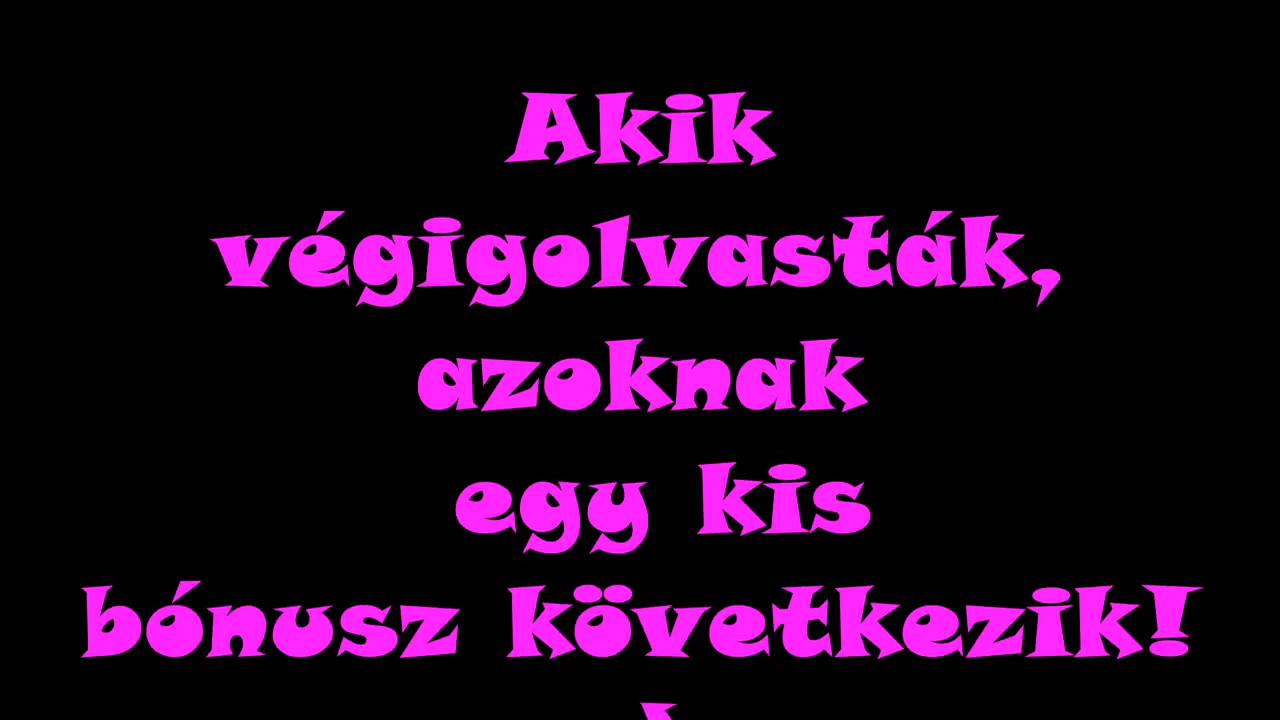 Akik
végigolvasták,
azoknak
egy kis
bónusz következik!